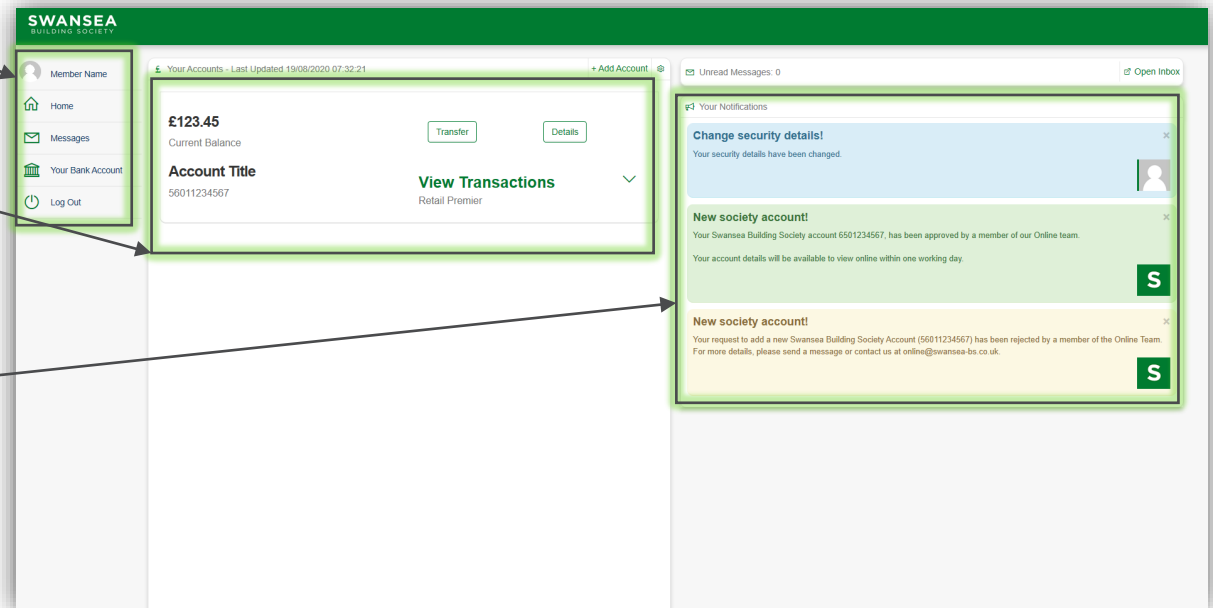 SWANSEA
BUILDING SOCIETY
Member Name
Home
Messages
Your Bank Account
Log Out
£ Your Accounts - Last Updated 19/08/2020 07:32:21
+ Add Account
£123.45
Current Balance
Transfer
Details
Account Title
56011234567
View Transactions
Retail Premier
Unread Messages: 0
Open Inbox
Your Notifications
Change security details!
×
Your security details have been changed.
New society account!
×
Your Swansea Building Society account 6501234567, has been approved by a member of our Online team.
Your account details will be available to view online within one working day.
S
New society account!
×
Your request to add a new Swansea Building Society Account (56011234567) has been rejected by a member of the Online Team.
For more details, please send a message or contact us at online@swansea-bs.co.uk.
S